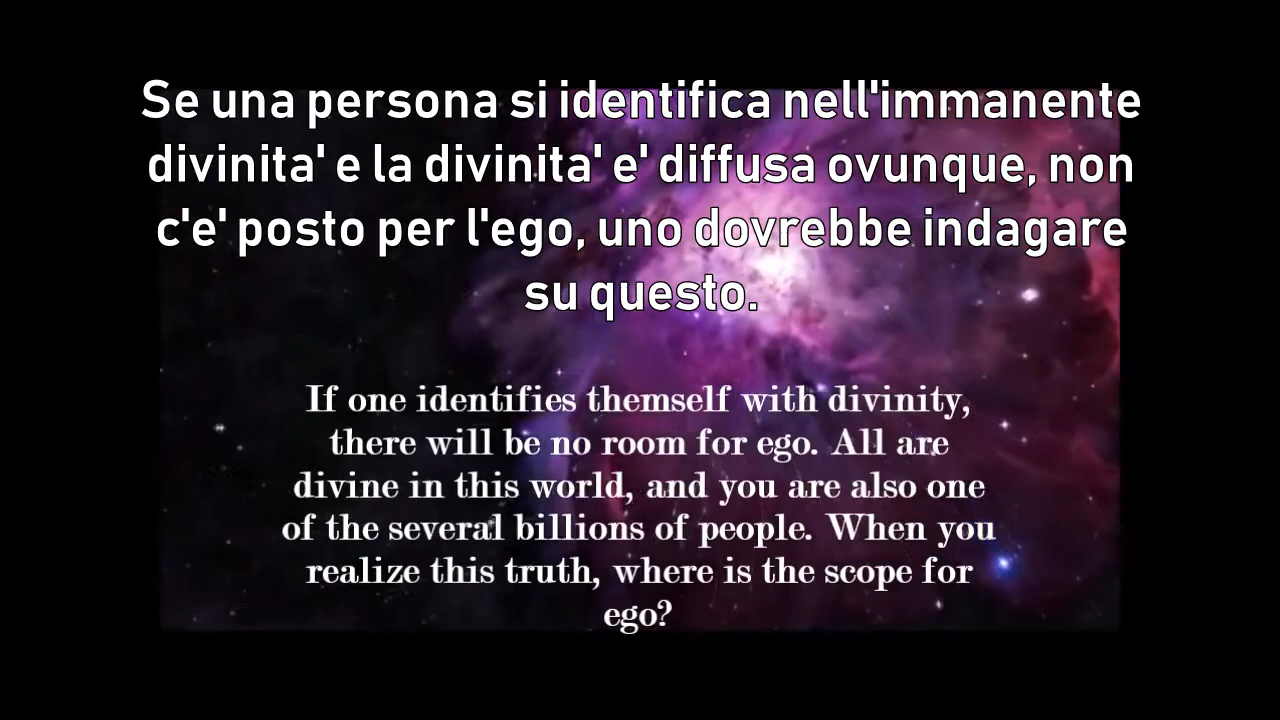 Se una persona si identifica nell'immanente
divinita' e la divinita' e' diffusa ovunque, non
c'e' posto per l'ego, uno dovrebbe indagare
su questo.
If one identifies themself with divinity,
there will be no room for ego. All are
divine in this world, and you are also one
of the several billions of people. When you
realize this truth, where is the scope for
ego?